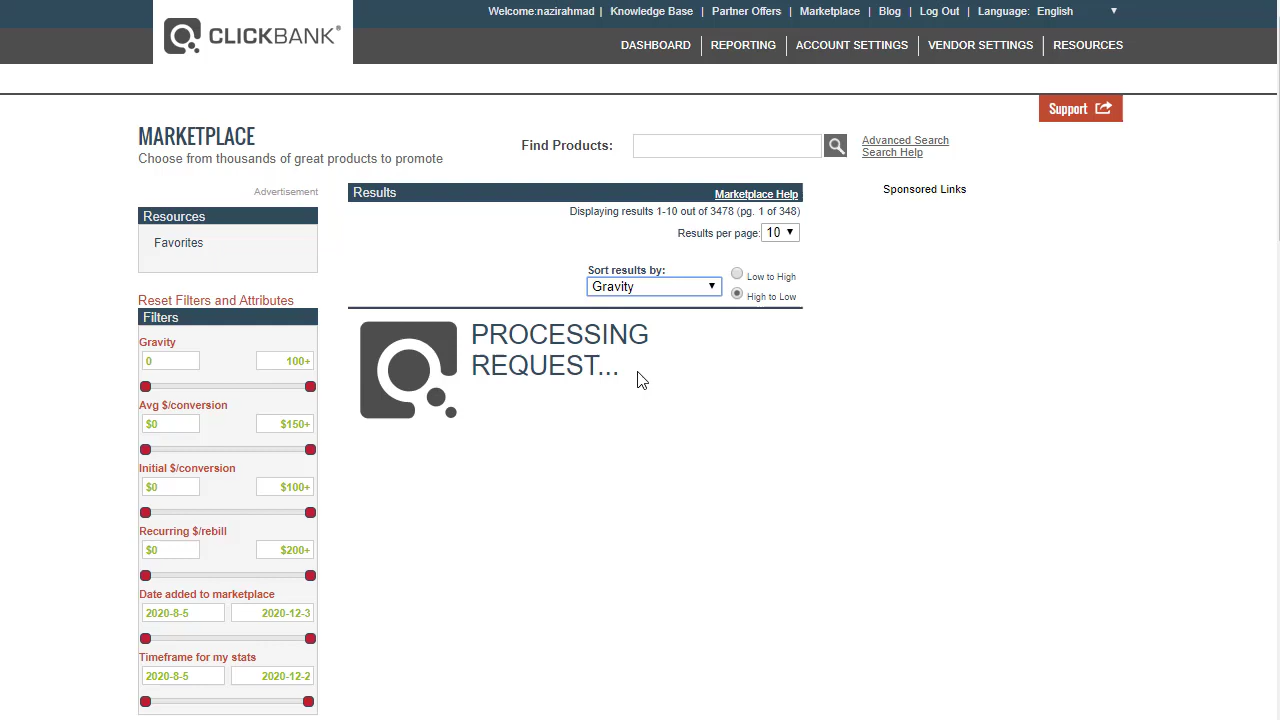 Welcome:nazirahmad | Knowledge Base | Partner Offers | Marketplace | Blog | Log Out | Language: English ▼
CLICKBANK®
DASHBOARD | REPORTING | ACCOUNT SETTINGS | VENDOR SETTINGS | RESOURCES
Support
MARKETPLACE
Choose from thousands of great products to promote
Find Products:
Advanced Search
Search Help
Advertisement
Resources
Favorites
Reset Filters and Attributes
Filters
Gravity
0 100+
Avg $/conversion
$0 $150+
Initial $/conversion
$0 $100+
Recurring $/rebill
$0 $200+
Date added to marketplace
2020-8-5 2020-12-3
Timeframe for my stats
2020-8-5 2020-12-2
Results Marketplace Help
Displaying results 1-10 out of 3478 (pg. 1 of 348)
Results per page: 10 ▼
Sort results by:
Gravity ▼
Low to High
High to Low
PROCESSING
REQUEST...
Sponsored Links